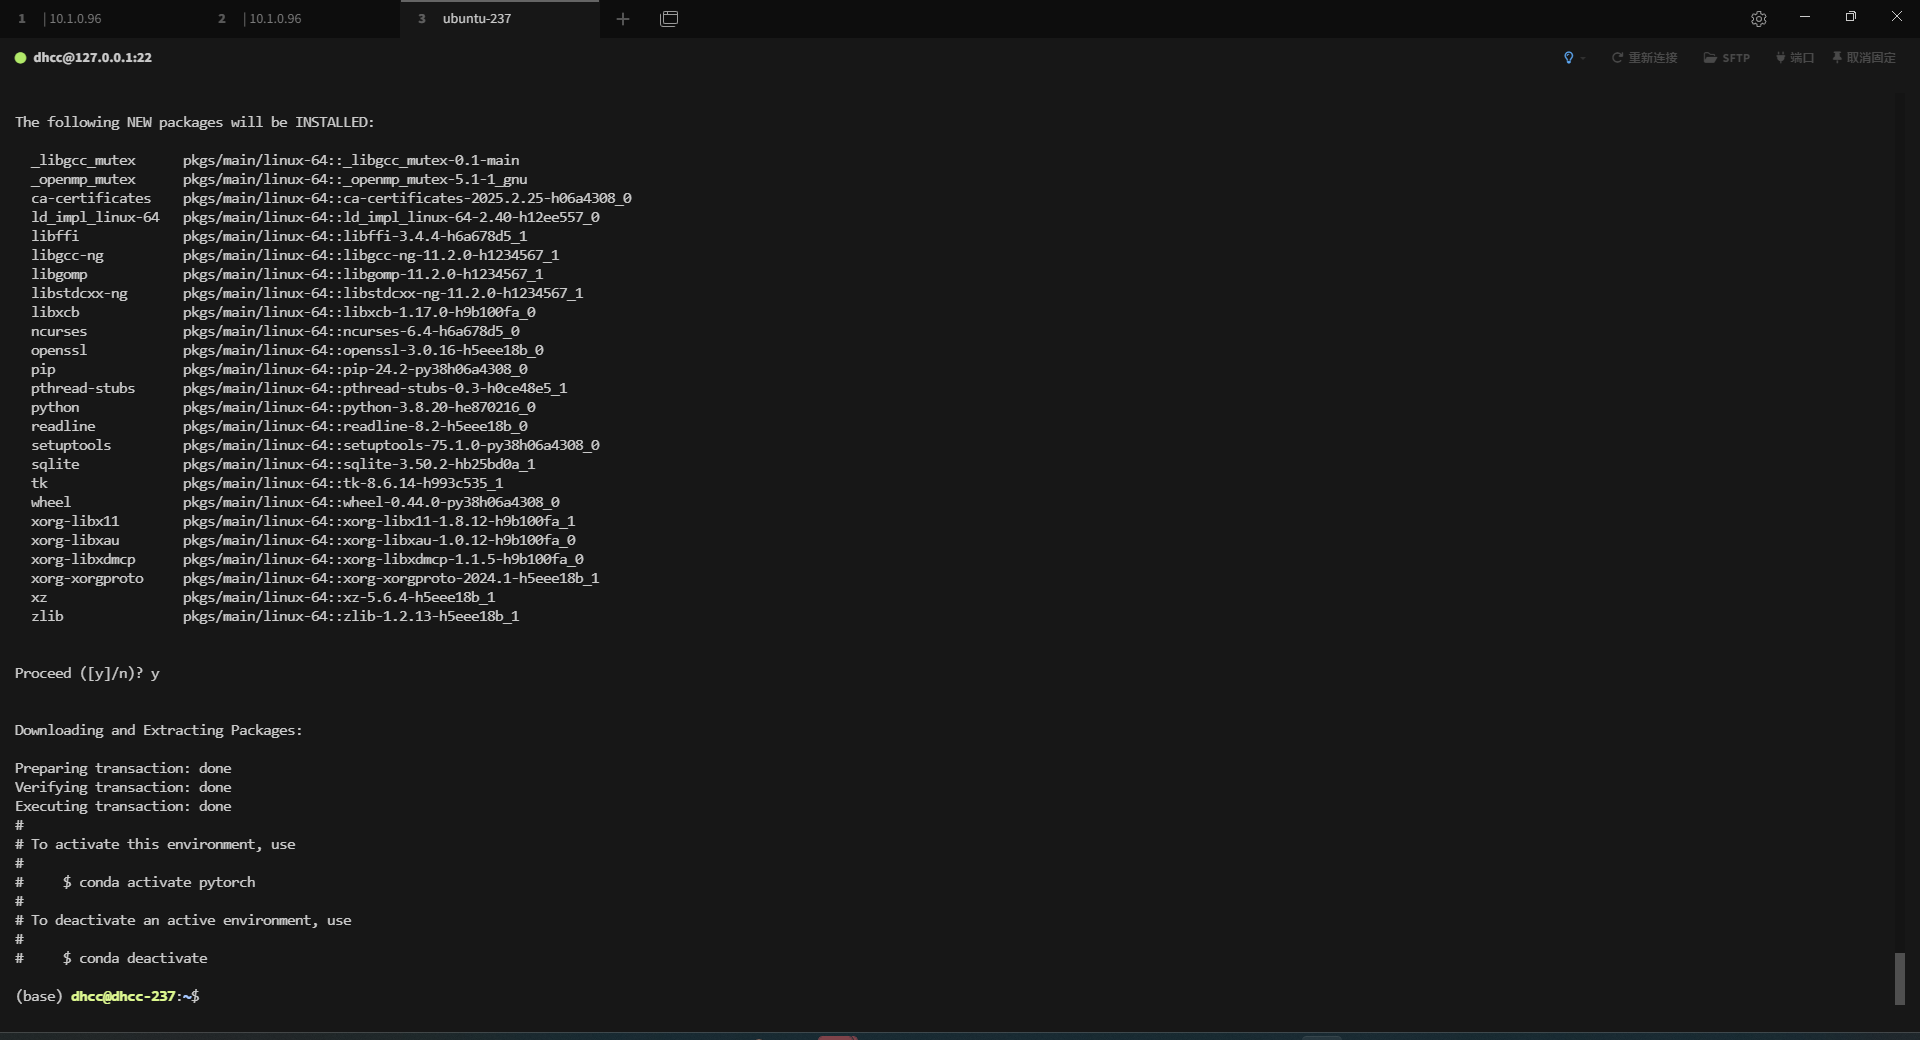 1 | 10.1.0.96 2 | 10.1.0.96 3 ubuntu-237
dhcc@127.0.0.1:22 重新连接 SFTP 端口 取消固定
The following NEW packages will be INSTALLED:
_libgcc_mutex pkgs/main/linux-64::_libgcc_mutex-0.1-main
_openmp_mutex pkgs/main/linux-64::_openmp_mutex-5.1-1_gnu
ca-certificates pkgs/main/linux-64::ca-certificates-2025.2.25-h06a4308_0
ld_impl_linux-64 pkgs/main/linux-64::ld_impl_linux-64-2.40-h12ee557_0
libffi pkgs/main/linux-64::libffi-3.4.4-h6a678d5_1
libgcc-ng pkgs/main/linux-64::libgcc-ng-11.2.0-h1234567_1
libgomp pkgs/main/linux-64::libgomp-11.2.0-h1234567_1
libstdcxx-ng pkgs/main/linux-64::libstdcxx-ng-11.2.0-h1234567_1
libxcb pkgs/main/linux-64::libxcb-1.17.0-h9b100fa_0
ncurses pkgs/main/linux-64::ncurses-6.4-h6a678d5_0
openssl pkgs/main/linux-64::openssl-3.0.16-h5eee18b_0
pip pkgs/main/linux-64::pip-24.2-py38h06a4308_0
pthread-stubs pkgs/main/linux-64::pthread-stubs-0.3-h0ce48e5_1
python pkgs/main/linux-64::python-3.8.20-he870216_0
readline pkgs/main/linux-64::readline-8.2-h5eee18b_0
setuptools pkgs/main/linux-64::setuptools-75.1.0-py38h06a4308_0
sqlite pkgs/main/linux-64::sqlite-3.50.2-hb25bd0a_1
tk pkgs/main/linux-64::tk-8.6.14-h993c535_1
wheel pkgs/main/linux-64::wheel-0.44.0-py38h06a4308_0
xorg-libx11 pkgs/main/linux-64::xorg-libx11-1.8.12-h9b100fa_1
xorg-libxau pkgs/main/linux-64::xorg-libxau-1.0.12-h9b100fa_0
xorg-libxdmcp pkgs/main/linux-64::xorg-libxdmcp-1.1.5-h9b100fa_0
xorg-xorgproto pkgs/main/linux-64::xorg-xorgproto-2024.1-h5eee18b_1
xz pkgs/main/linux-64::xz-5.6.4-h5eee18b_1
zlib pkgs/main/linux-64::zlib-1.2.13-h5eee18b_1
Proceed ([y]/n)? y
Downloading and Extracting Packages:
Preparing transaction: done
Verifying transaction: done
Executing transaction: done
#
# To activate this environment, use
#
# $ conda activate pytorch
#
# To deactivate an active environment, use
#
# $ conda deactivate
(base) dhcc@dhcc-237:~$